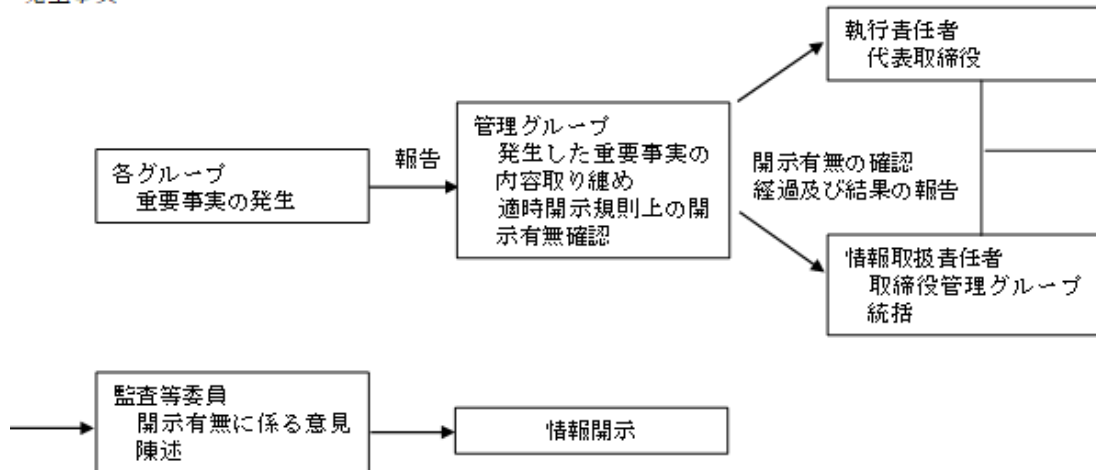 各グループ
重要事実の発生
報告
管理グループ
発生した重要事実の
内容取り纏め
適時開示規則上の開
示有無確認
開示有無の確認
経過及び結果の報告
執行責任者
代表取締役
情報取扱責任者
取締役管理グループ
統括
監査等委員
開示有無に係る意見
陳述
情報開示